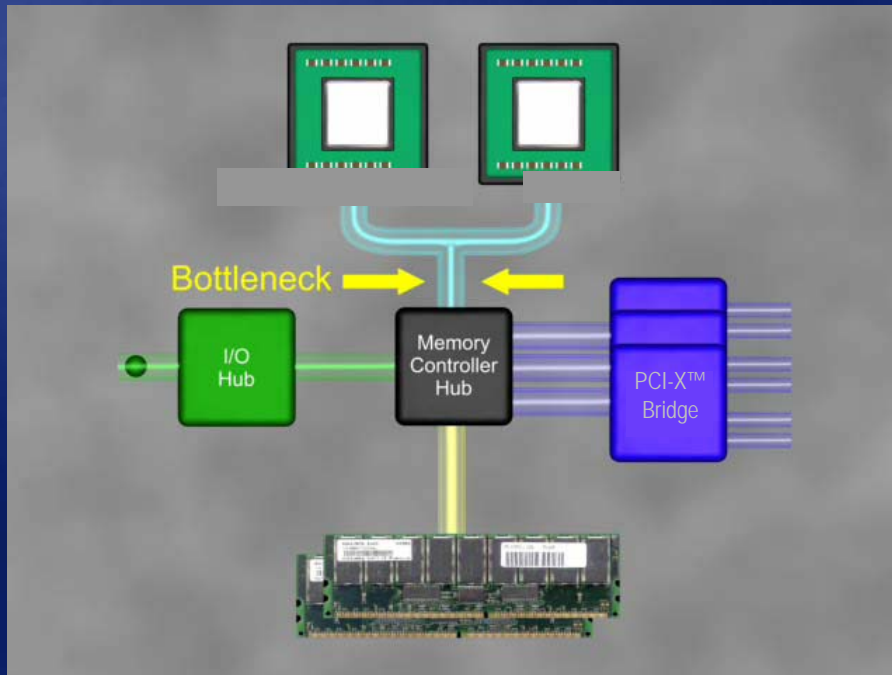 Bottleneck
I/O
Hub
Memory
Controller
Hub
PCI-X™
Bridge